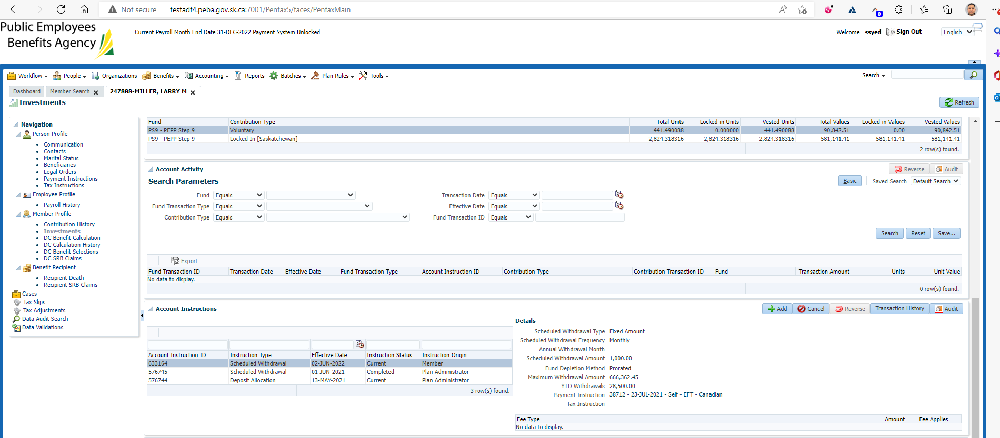 Not secure | testadf4.peba.gov.sk.ca:7001/Penfax5/faces/PenfaxMain
0
Public Employees
Benefits Agency
Current Payroll Month End Date 31-DEC-2022 Payment System Unlocked
Welcome ssyed Sign Out English
Workflow People Organizations Benefits Accounting Reports Batches Plan Rules Tools Search
Dashboard Member Search 247888-MILLER, LARRY M
Investments Refresh
Navigation
Person Profile
Communication
Contacts
Marital Status
Beneficiaries
Legal Orders
Payment Instructions
Tax Instructions
Employee Profile
Payroll History
Member Profile
Contribution History
Investments
DC Benefit Calculation
DC Calculation History
DC Benefit Selections
DC SRB Claims
Benefit Recipient
Recipient Death
Recipient SRB Claims
Cases
Tax Slips
Tax Adjustments
Data Audit Search
Data Validations
Fund Contribution Type Total Units Locked-in Units Vested Units Total Values Locked-in Values Vested Values
PS9 - PEPP Step 9 Voluntary 441.490088 0.000000 441.490088 90,842.51 0.00 90,842.51
PS9 - PEPP Step 9 Locked-In [Saskatchewan] 2,824.318316 2,824.318316 2,824.318316 581,141.41 581,141.41 581,141.41
2 row(s) found.
Account Activity Reverse Audit
Search Parameters Basic Saved Search Default Search
Fund Equals Transaction Date Equals
Fund Transaction Type Equals Effective Date Equals
Contribution Type Equals Fund Transaction ID Equals
Search Reset Save...
Export
Fund Transaction ID Transaction Date Effective Date Fund Transaction Type Account Instruction ID Contribution Type Contribution Transaction ID Fund Transaction Amount Units Unit Value
No data to display.
0 row(s) found.
Account Instructions Add Cancel Reverse Transaction History Audit
Account Instruction ID Instruction Type Effective Date Instruction Status Instruction Origin
633164 Scheduled Withdrawal 02-JUN-2022 Current Member
576745 Scheduled Withdrawal 01-JUN-2021 Completed Plan Administrator
576744 Deposit Allocation 13-MAY-2021 Current Plan Administrator
3 row(s) found.
Details
Scheduled Withdrawal Type Fixed Amount
Scheduled Withdrawal Frequency Monthly
Annual Withdrawal Month
Scheduled Withdrawal Amount 1,000.00
Fund Depletion Method Prorated
Maximum Withdrawal Amount 666,362.45
YTD Withdrawals 28,500.00
Payment Instruction 38712 - 23-JUL-2021 - Self - EFT - Canadian
Tax Instruction
Fee Type Amount Fee Applies
No data to display.